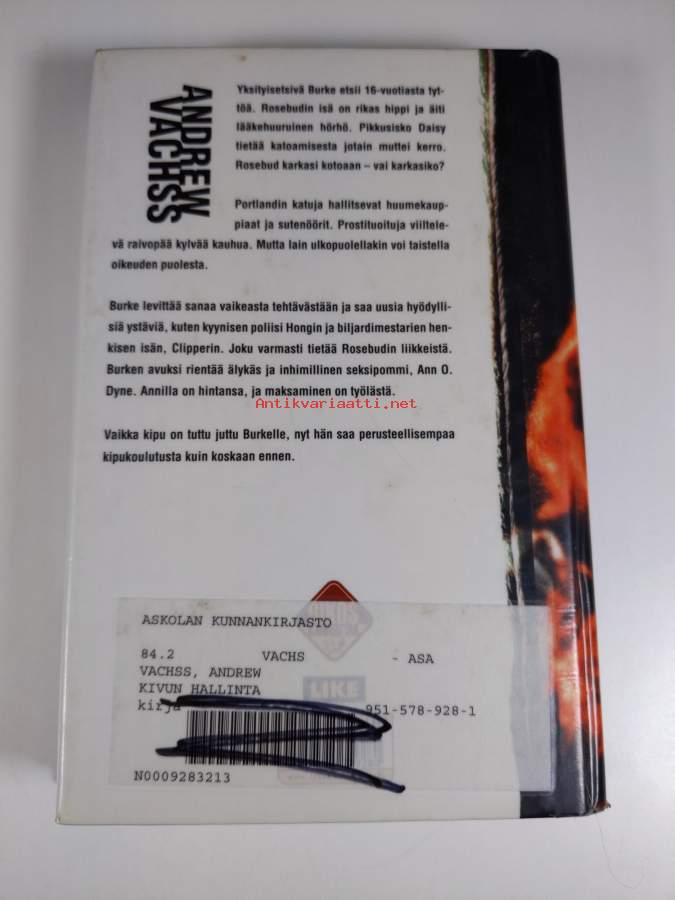 ANDREW
VACHSS
Yksityisetsivä Burke etsii 16-vuotiasta tyt-
töä. Rosebudin isä on rikas hippi ja äiti
lääkehuuruinen hörhö. Pikkusisko Daisy
tietää katoamisesta jotain muttei kerro.
Rosebud karkasi kotoaan – vai karkasiko?
Portlandin katuja hallitsevat huumekaup-
piaat ja sutenöörit. Prostituoituja viiltele-
vä raivopää kylvää kauhua. Mutta lain ulkopuolellakin voi taistella
oikeuden puolesta.
Burke levittää sanaa vaikeasta tehtävästään ja saa uusia hyödylli-
siä ystäviä, kuten kyynisen poliisi Hongin ja biljardimestarien hen-
kisen isän, Clipperin. Joku varmasti tietää Rosebudin liikkeistä.
Burken avuksi rientää älykäs ja inhimillinen seksipommi, Ann O.
Dyne. Annilla on hintansa, ja maksaminen on työlästä.
Antikvariaatti.net
Vaikka kipu on tuttu juttu Burkelle, nyt hän saa perusteellisempaa
kipukoulutusta kuin koskaan ennen.
ASKOLAN KUNNANKIRJASTO
84.2 VACHS - ASA
VACHSS, ANDREW
KIVUN HALLINTA
LIKE
kirja 951-578-928-1
N0009283213